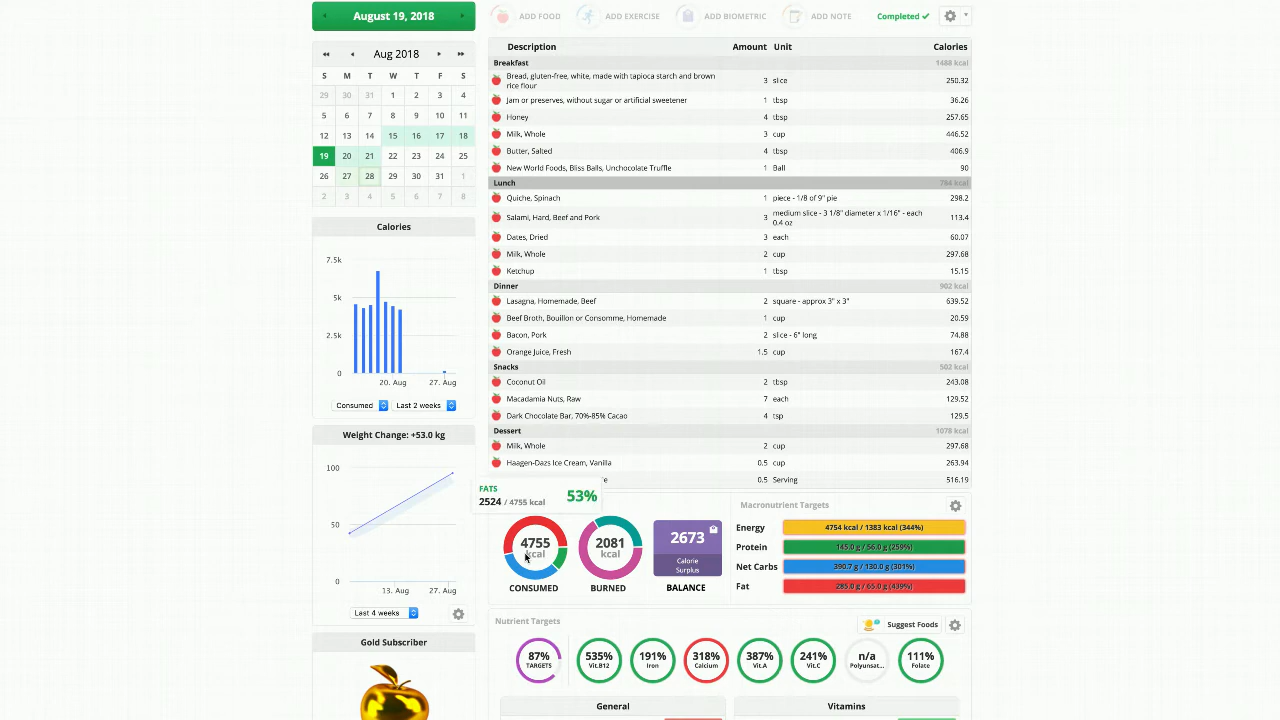 August 19, 2018
ADD FOOD ADD EXERCISE ADD BIOMETRIC ADD NOTE Completed
Aug 2018
S M T W T F S
29 30 31 1 2 3 4
5 6 7 8 9 10 11
12 13 14 15 16 17 18
19 20 21 22 23 24 25
26 27 28 29 30 31 1
2 3 4 5 6 7 8
Calories
7.5k
5k
2.5k
0
20. Aug 27. Aug
Consumed Last 2 weeks
Weight Change: +53.0 kg
100
50
0
13. Aug 27. Aug
Last 4 weeks
Gold Subscriber
Description Amount Unit Calories
Breakfast 1488 kcal
Bread, gluten-free, white, made with tapioca starch and brown
rice flour 3 slice 250.32
Jam or preserves, without sugar or artificial sweetener 1 tbsp 36.26
Honey 4 tbsp 257.65
Milk, Whole 3 cup 446.52
Butter, Salted 4 tbsp 406.9
New World Foods, Bliss Balls, Unchocolate Truffle 1 Ball 90
Lunch 784 kcal
Quiche, Spinach 1 piece - 1/8 of 9" pie 298.2
Salami, Hard, Beef and Pork 3 medium slice - 3 1/8" diameter x 1/16" - each
0.4 oz 113.4
Dates, Dried 3 each 60.07
Milk, Whole 2 cup 297.68
Ketchup 1 tbsp 15.15
Dinner 902 kcal
Lasagna, Homemade, Beef 2 square - approx 3" x 3" 639.52
Beef Broth, Bouillon or Consomme, Homemade 1 cup 20.59
Bacon, Pork 2 slice - 6" long 74.88
Orange Juice, Fresh 1.5 cup 167.4
Snacks 502 kcal
Coconut Oil 2 tbsp 243.08
Macadamia Nuts, Raw 7 each 129.52
Dark Chocolate Bar, 70%-85% Cacao 4 tsp 129.5
Dessert 1078 kcal
Milk, Whole 2 cup 297.68
Haagen-Dazs Ice Cream, Vanilla 0.5 cup 263.94
e 0.5 Serving 516.19
FATS
2524 / 4755 kcal 53%
4755
kcal
CONSUMED
2081
kcal
BURNED
2673
Calorie
Surplus
BALANCE
Macronutrient Targets
Energy 4754 kcal / 1383 kcal (344%)
Protein 145.0 g / 56.0 g (259%)
Net Carbs 390.7 g / 130.0 g (301%)
Fat 285.0 g / 65.0 g (439%)
Nutrient Targets Suggest Foods
87%
TARGETS
535%
Vit.B12
191%
Iron
318%
Calcium
387%
Vit.A
241%
Vit.C
n/a
Polyunsat...
111%
Folate
General Vitamins